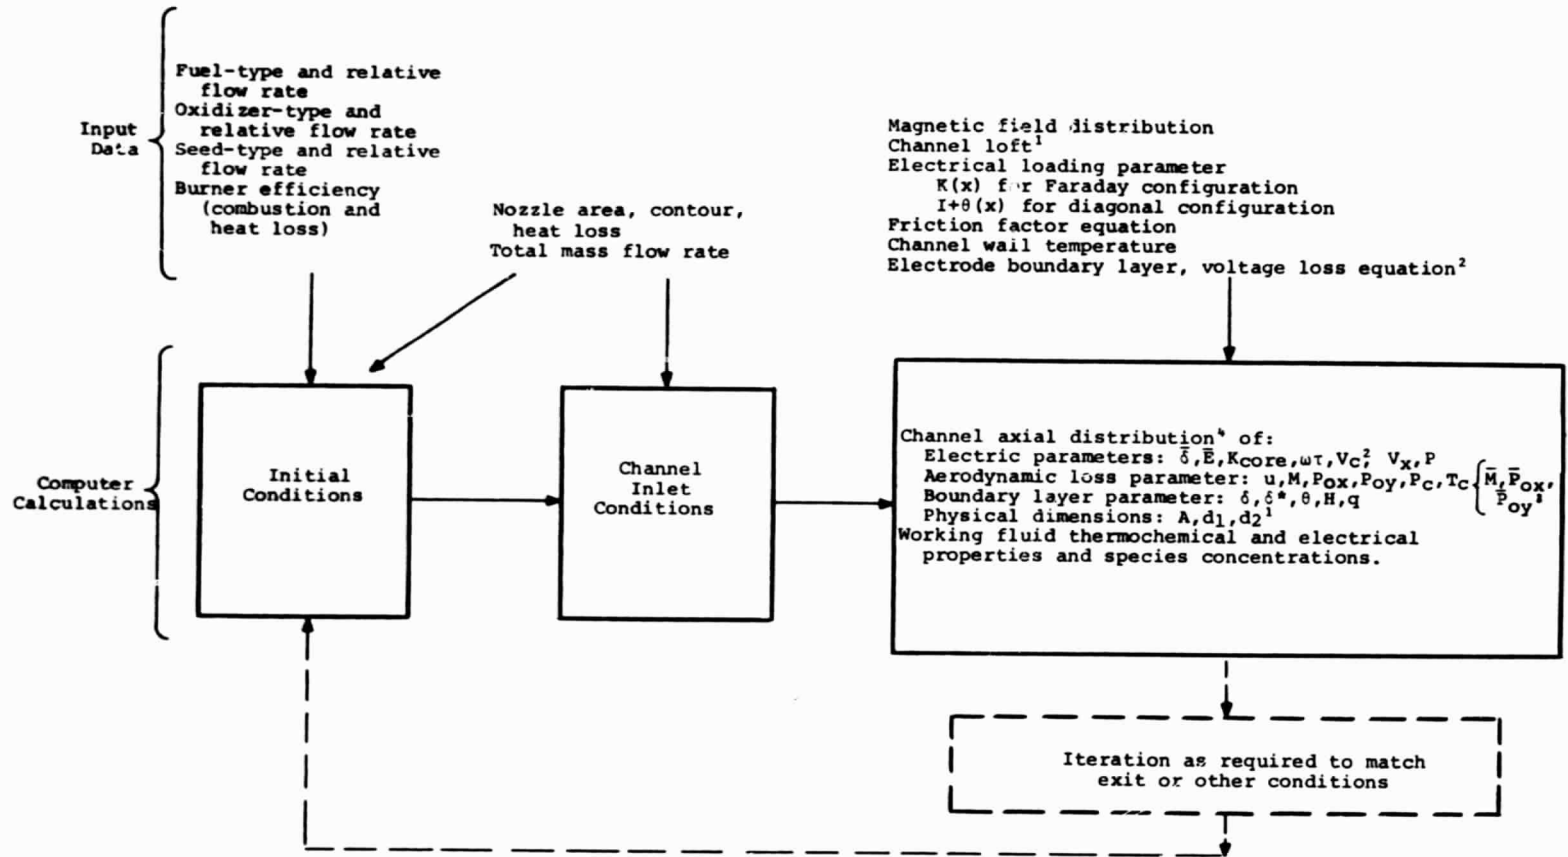 Input
Data
Fuel-type and relative
flow rate
Oxidizer-type and
relative flow rate
Seed-type and relative
flow rate
Burner efficiency
(combustion and
heat loss)
Nozzle area, contour,
heat loss
Total mass flow rate
Magnetic field distribution
Channel loft¹
Electrical loading parameter
K(x) for Faraday configuration
I+θ(x) for diagonal configuration
Friction factor equation
Channel wail temperature
Electrode boundary layer, voltage loss equation²
Computer
Calculations
Initial
Conditions
Channel
Inlet
Conditions
Channel axial distribution⁴ of:
Electric parameters: δ̄,Ē,Kcore,ωτ,Vc², Vx,P
Aerodynamic loss parameter: u,M,Pox,Poy,Pc,Tc{M̄,P̄ox,
P̄oy³
Boundary layer parameter: δ,δ*,θ,H,q
Physical dimensions: A,d1,d2¹
Working fluid thermochemical and electrical
properties and species concentrations.
Iteration as required to match
exit or other conditions